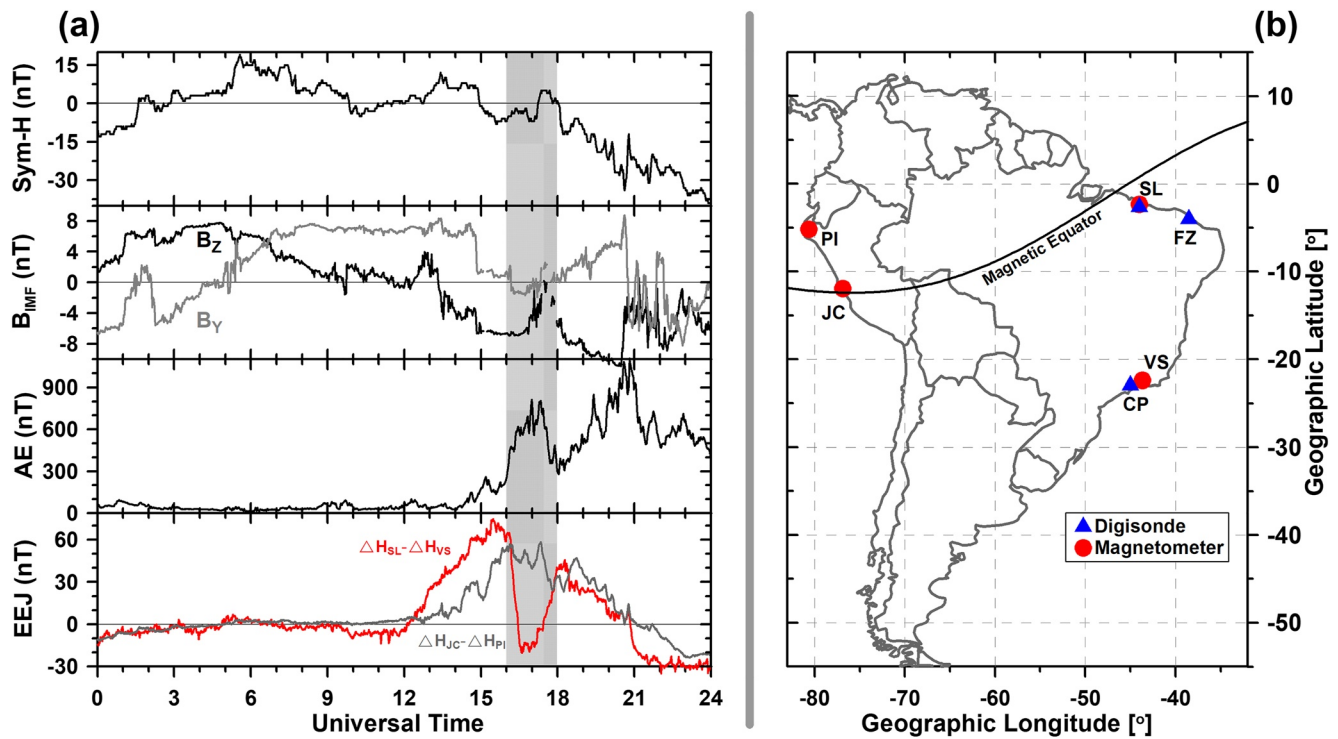 (a)
Sym-H (nT)
15
0
-15
-30
B_IMF (nT)
8
4
0
-4
-8
B_Z
B_Y
AE (nT)
900
600
300
0
EEJ (nT)
60
30
0
-30
△H_SL-△H_VS
△H_JC-△H_PI
0 3 6 9 12 15 18 21 24
Universal Time
(b)
10
0
-10
-20
-30
-40
-50
Geographic Latitude [°]
SL
FZ
PI
Magnetic Equator
JC
VS
CP
Digisonde
Magnetometer
-80 -70 -60 -50 -40
Geographic Longitude [°]